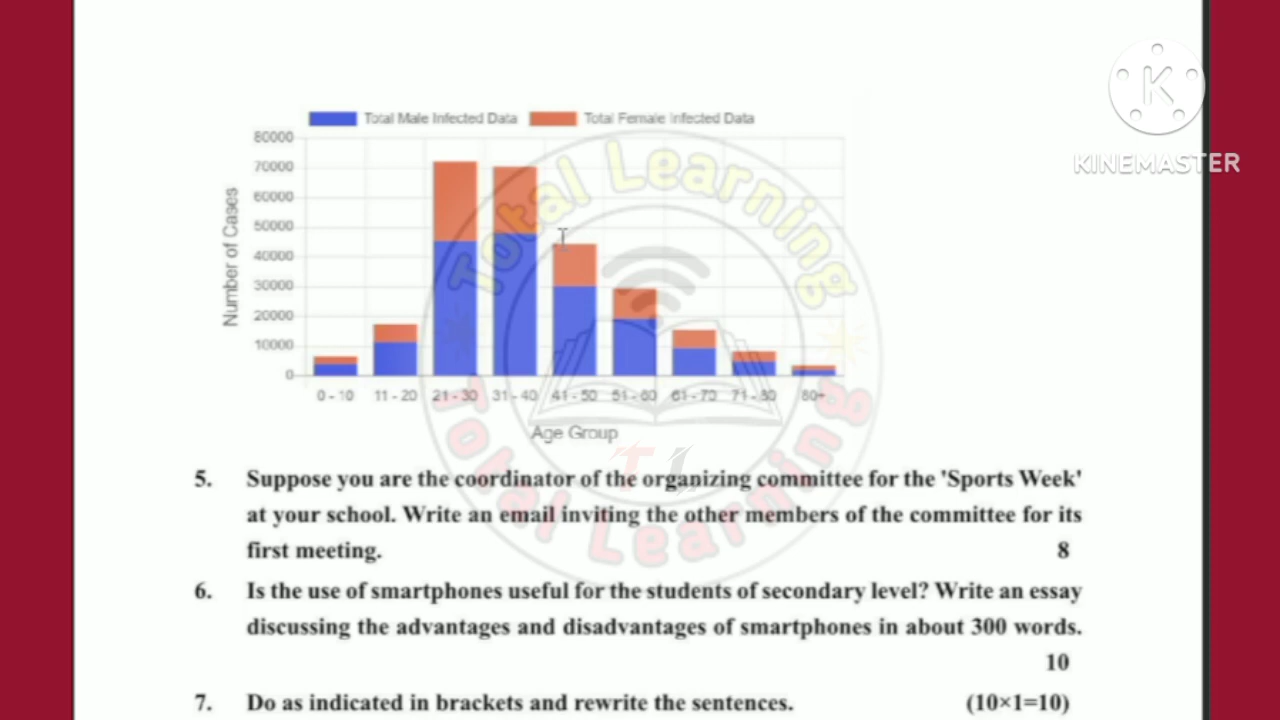 KINEMASTER
Total Male Infected Data Total Female Infected Data
Number of Cases
80000
70000
60000
50000
40000
30000
20000
10000
0
0 - 10 11 - 20 21 - 30 31 - 40 41 - 50 51 - 60 61 - 70 71 - 80 80+
Age Group
Total Learning
Total Learning
TL
5. Suppose you are the coordinator of the organizing committee for the 'Sports Week'
at your school. Write an email inviting the other members of the committee for its
first meeting. 8
6. Is the use of smartphones useful for the students of secondary level? Write an essay
discussing the advantages and disadvantages of smartphones in about 300 words.
10
7. Do as indicated in brackets and rewrite the sentences. (10×1=10)